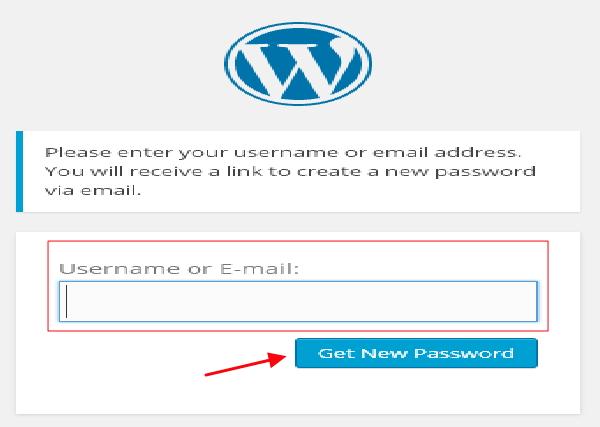 Please enter your username or email address.
You will receive a link to create a new password
via email.
Username or E-mail:
Get New Password